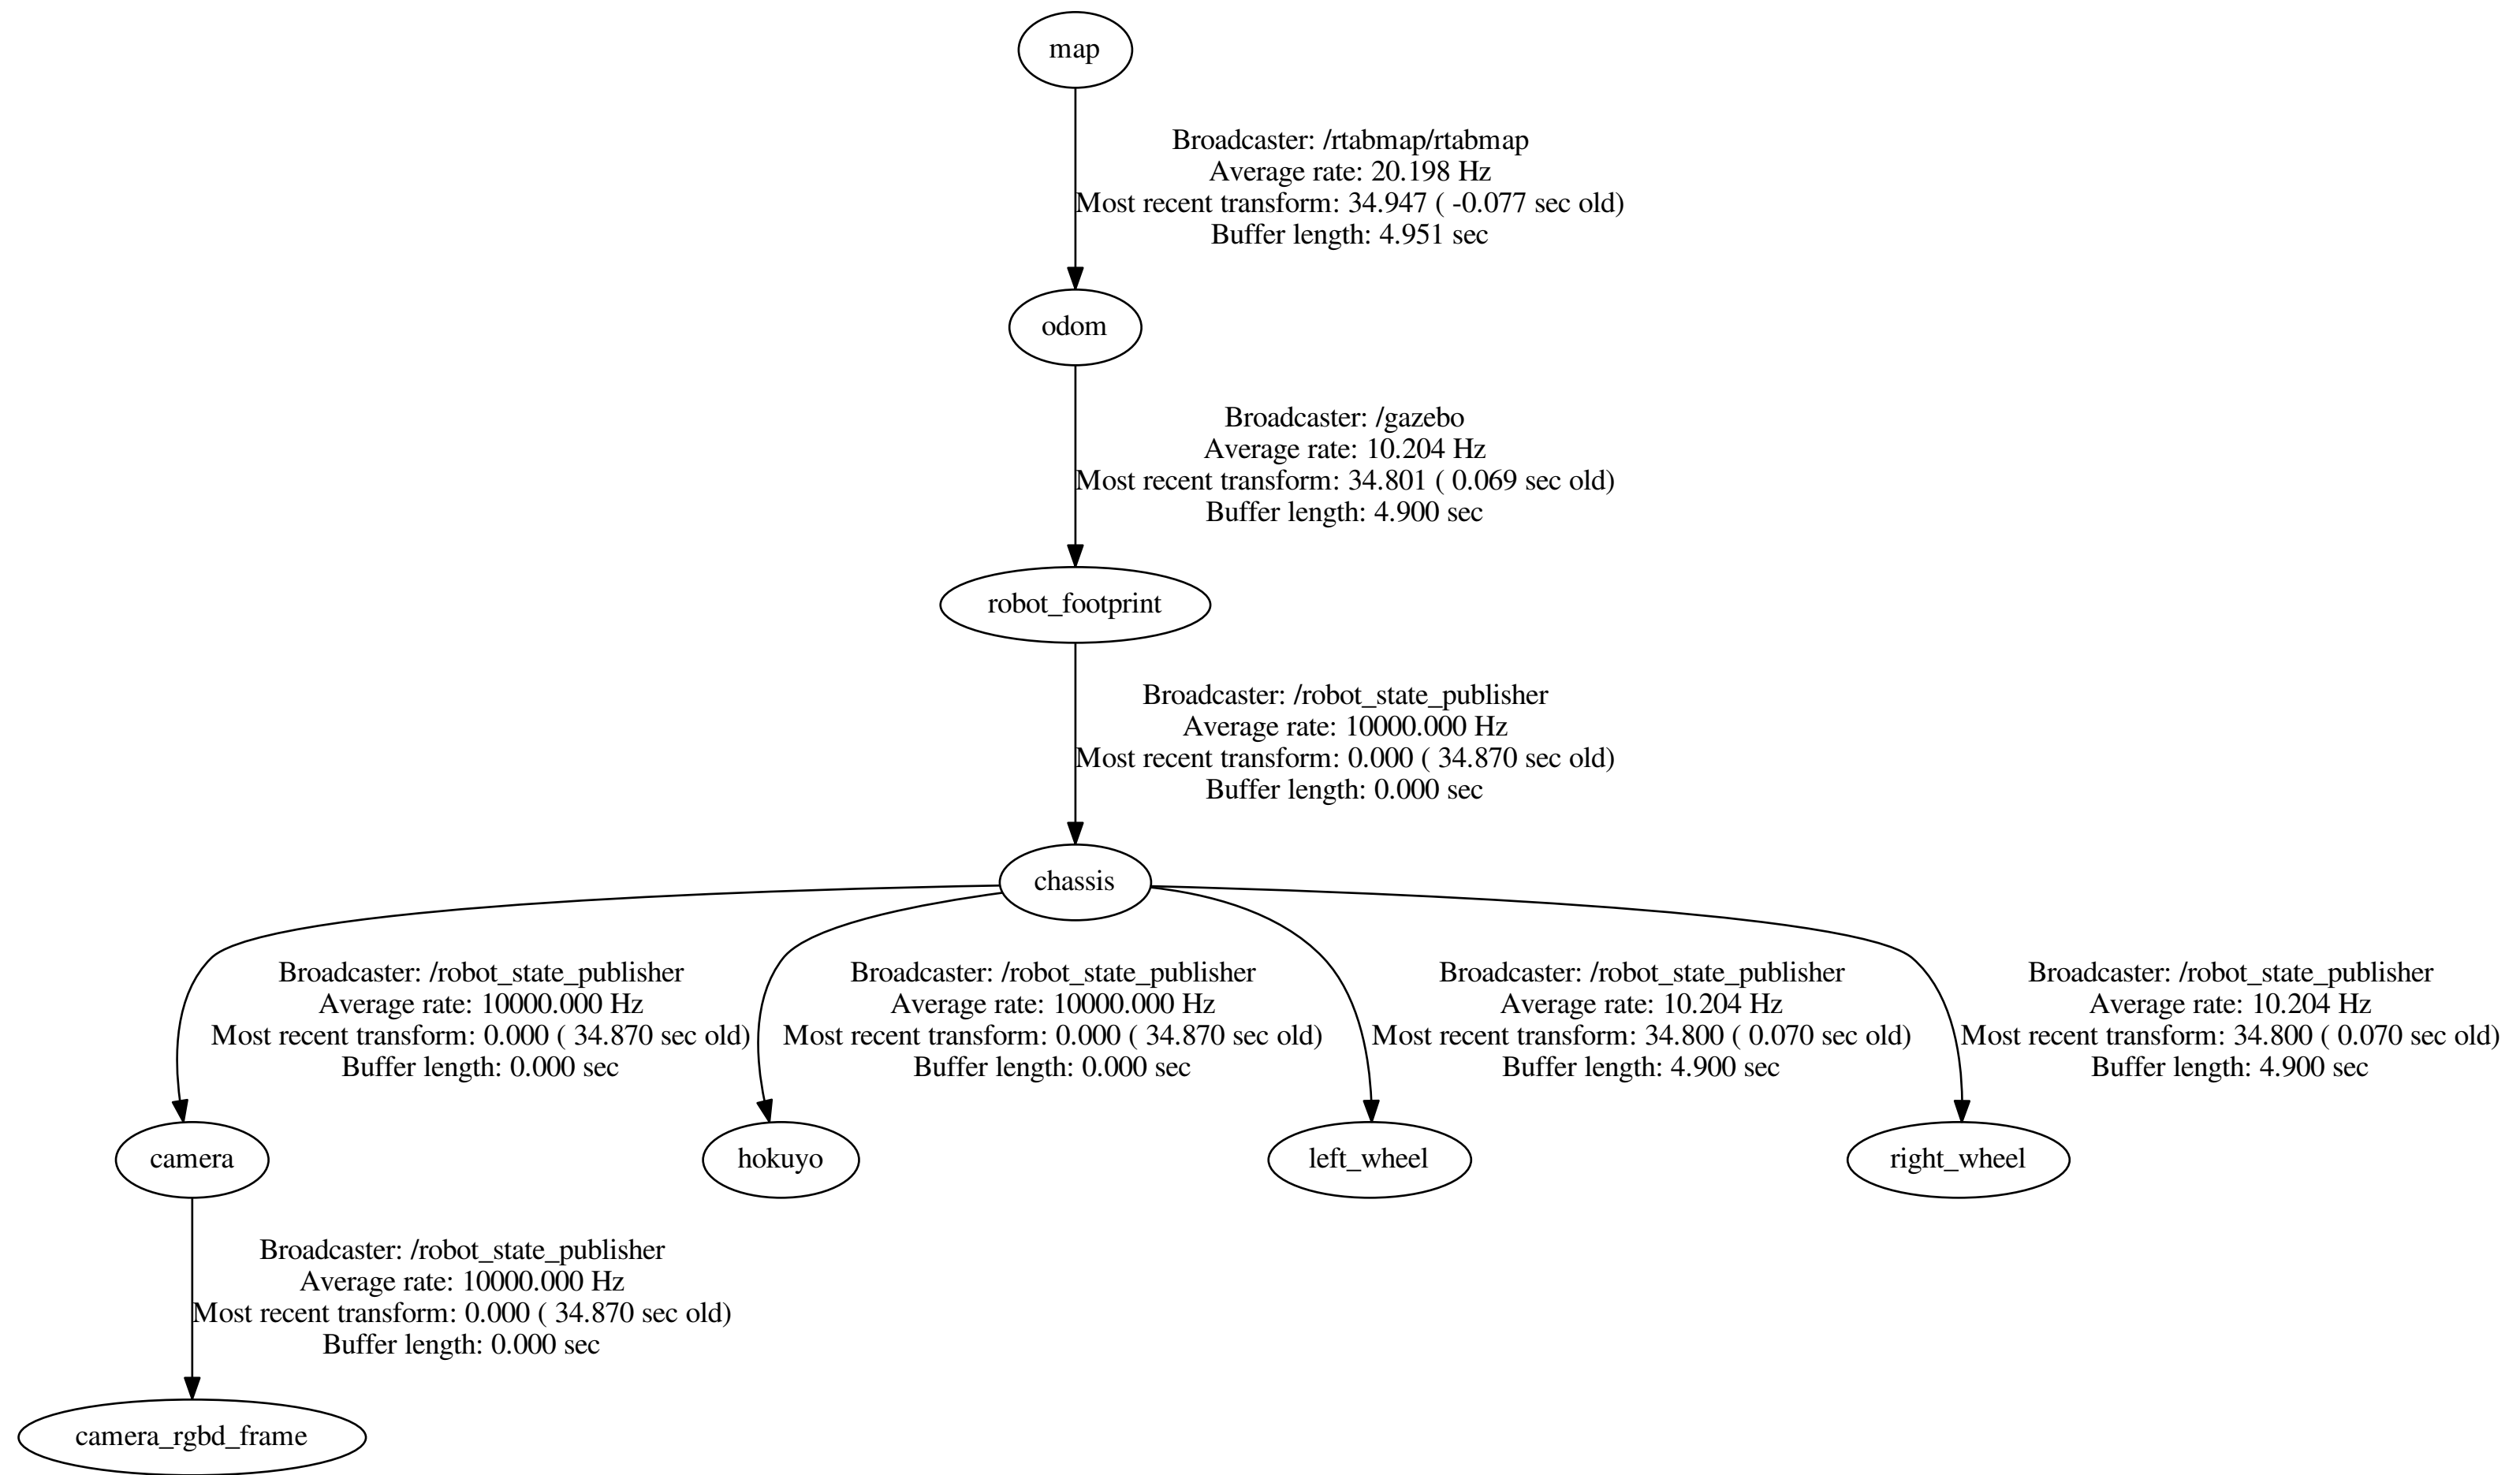 map
Broadcaster: /rtabmap/rtabmap
Average rate: 20.198 Hz
Most recent transform: 34.947 ( -0.077 sec old)
Buffer length: 4.951 sec
odom
Broadcaster: /gazebo
Average rate: 10.204 Hz
Most recent transform: 34.801 ( 0.069 sec old)
Buffer length: 4.900 sec
robot_footprint
Broadcaster: /robot_state_publisher
Average rate: 10000.000 Hz
Most recent transform: 0.000 ( 34.870 sec old)
Buffer length: 0.000 sec
chassis
Broadcaster: /robot_state_publisher
Average rate: 10000.000 Hz
Most recent transform: 0.000 ( 34.870 sec old)
Buffer length: 0.000 sec
Broadcaster: /robot_state_publisher
Average rate: 10000.000 Hz
Most recent transform: 0.000 ( 34.870 sec old)
Buffer length: 0.000 sec
Broadcaster: /robot_state_publisher
Average rate: 10.204 Hz
Most recent transform: 34.800 ( 0.070 sec old)
Buffer length: 4.900 sec
Broadcaster: /robot_state_publisher
Average rate: 10.204 Hz
Most recent transform: 34.800 ( 0.070 sec old)
Buffer length: 4.900 sec
camera
hokuyo
left_wheel
right_wheel
Broadcaster: /robot_state_publisher
Average rate: 10000.000 Hz
Most recent transform: 0.000 ( 34.870 sec old)
Buffer length: 0.000 sec
camera_rgbd_frame